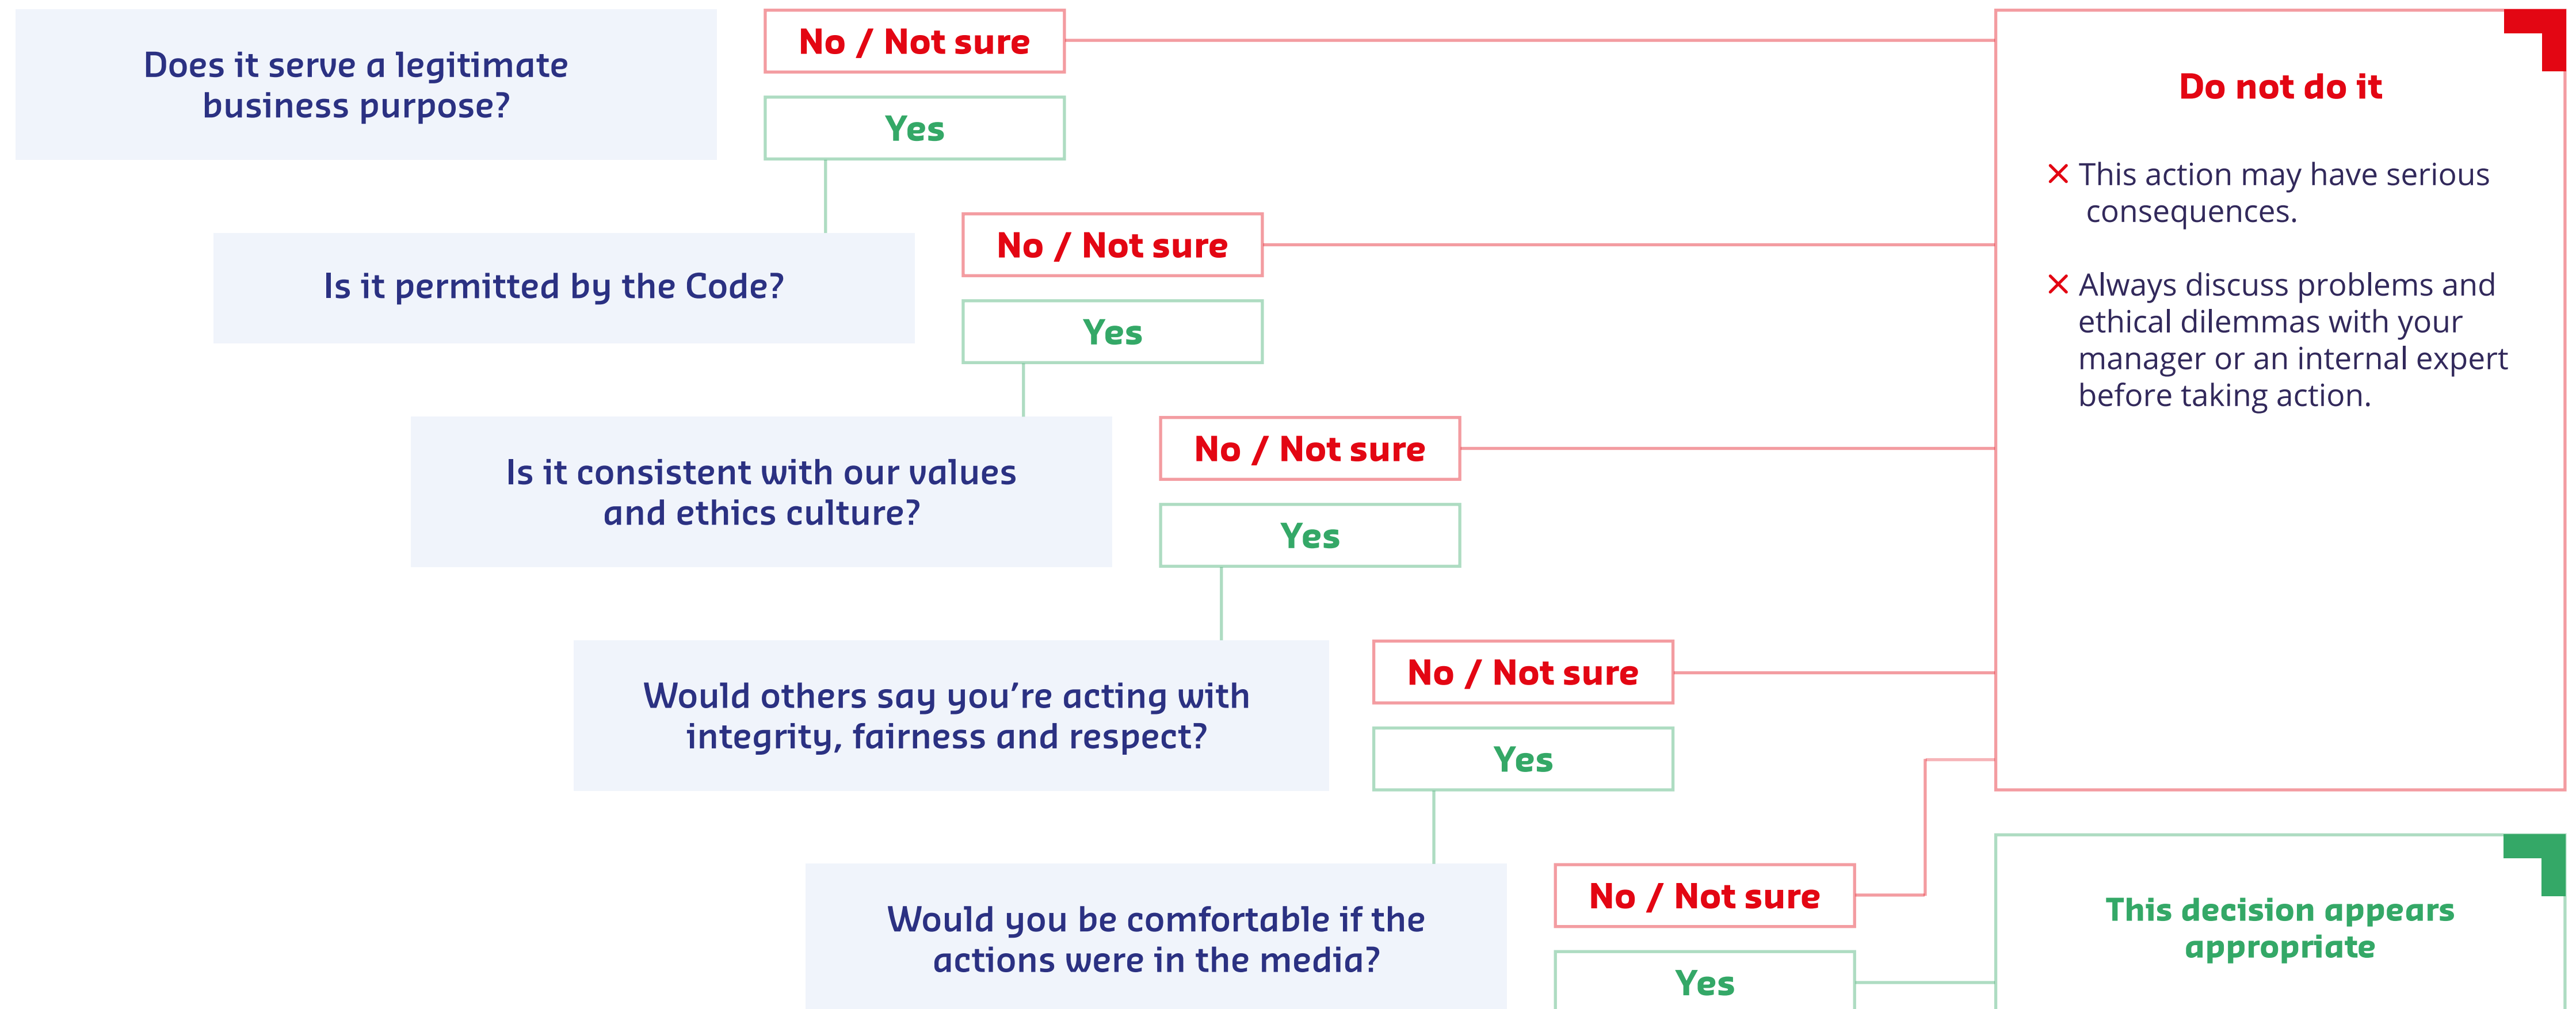 Does it serve a legitimate
business purpose?
No / Not sure
Yes
Is it permitted by the Code?
No / Not sure
Yes
Is it consistent with our values
and ethics culture?
No / Not sure
Yes
Would others say you’re acting with
integrity, fairness and respect?
No / Not sure
Yes
Would you be comfortable if the
actions were in the media?
No / Not sure
Yes
Do not do it
This action may have serious
consequences.
Always discuss problems and
ethical dilemmas with your
manager or an internal expert
before taking action.
This decision appears
appropriate